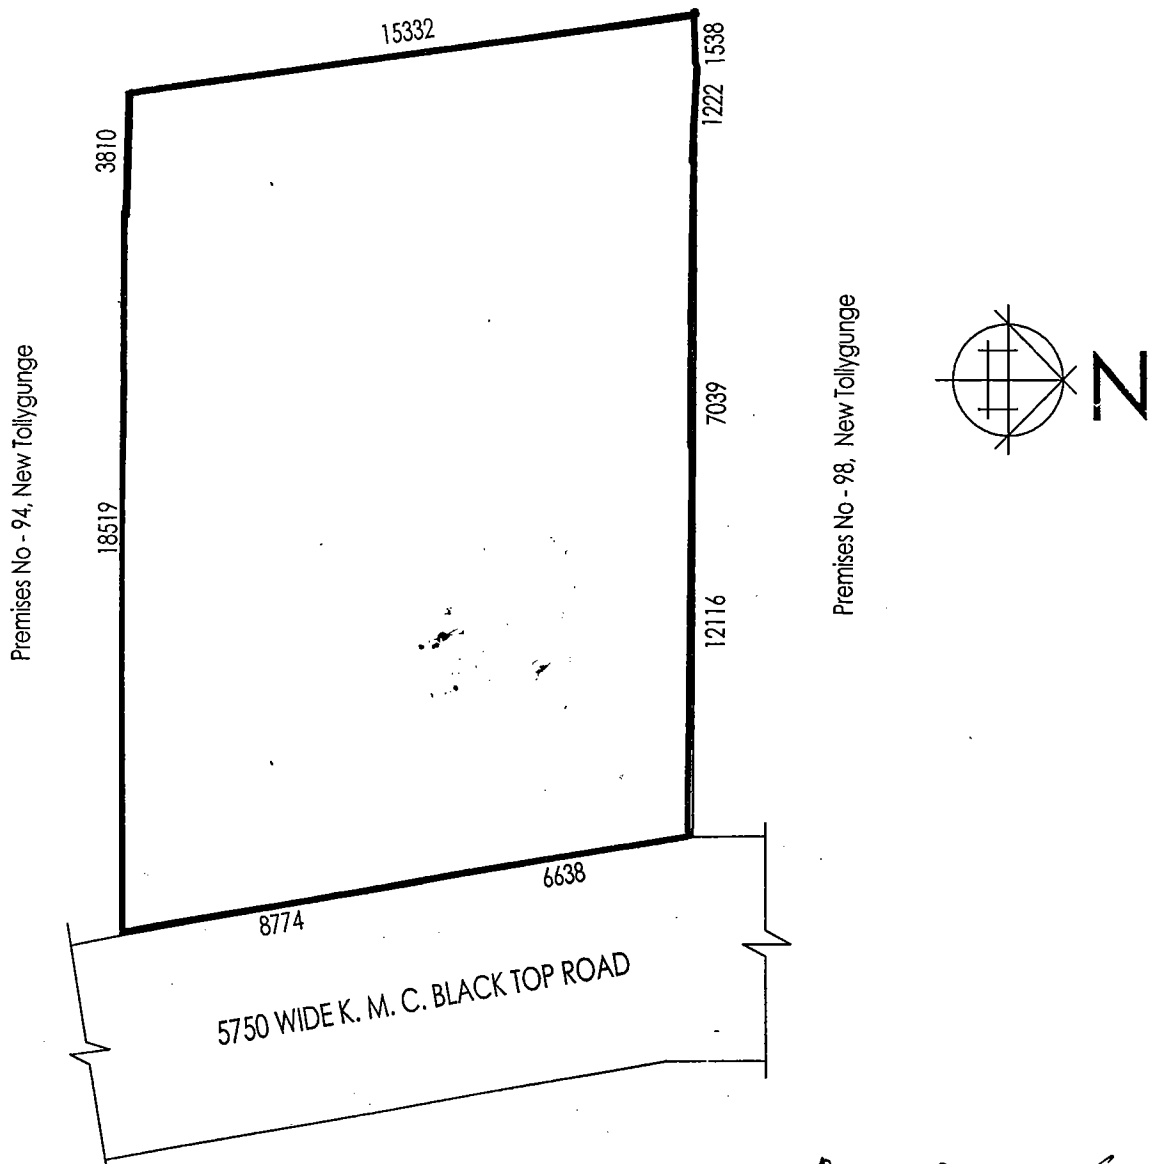 15332
1538
1222
3810
Premises No - 94, New Tollygunge
18519
7039
Premises No - 98, New Tollygunge
N
12116
6638
8774
5750 WIDE K. M. C. BLACK TOP ROAD